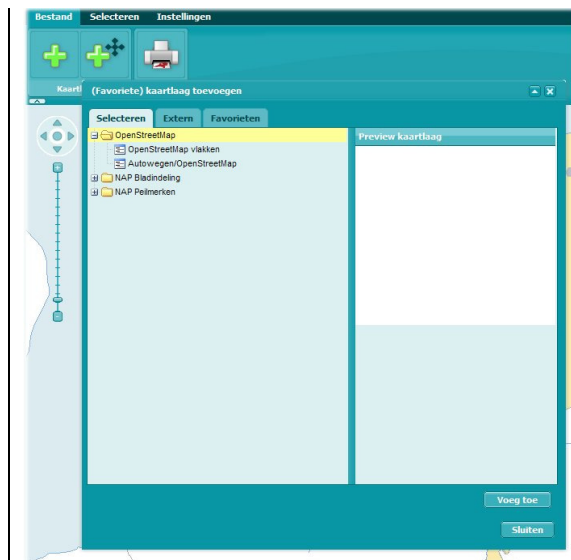 Bestand Selecteren Instellingen
Kaartl
(Favoriete) kaartlaag toevoegen
Selecteren Extern Favorieten
OpenStreetMap
OpenStreetMap vlakken
Autowegen/OpenStreetMap
NAP Bladindeling
NAP Peilmerken
Preview kaartlaag
Voeg toe
Sluiten